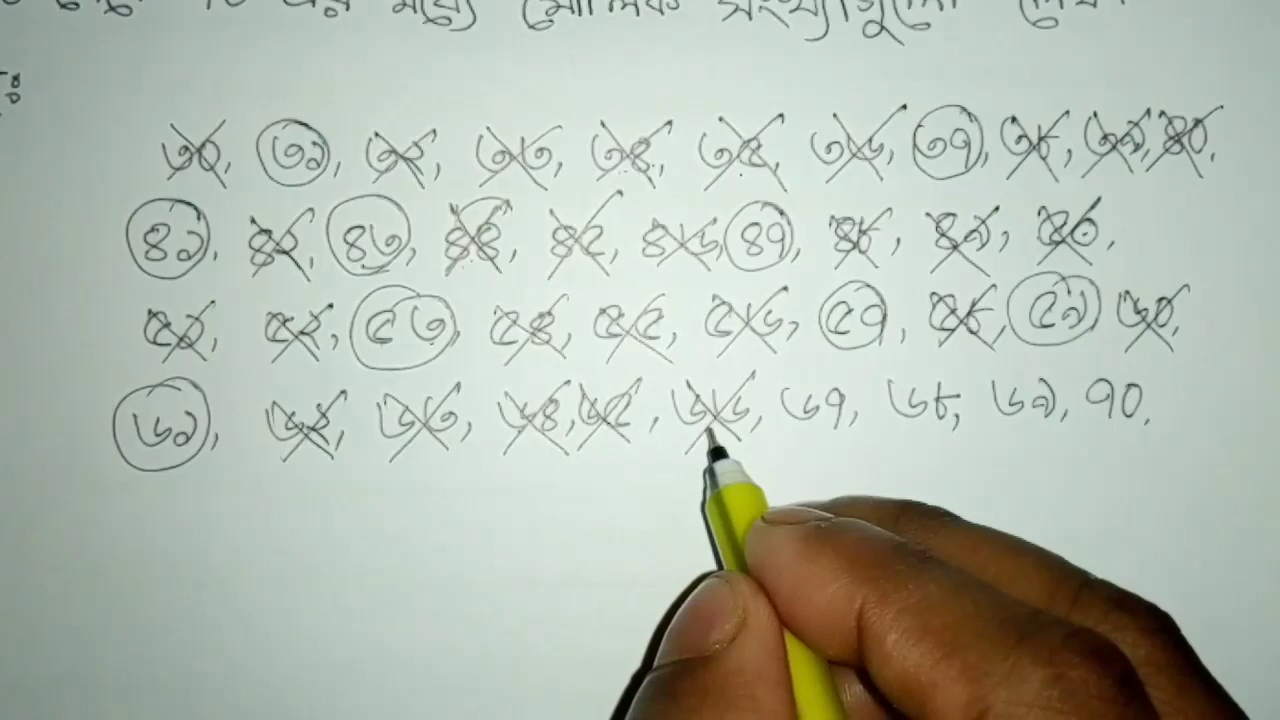 এর মধ্যে মৌলিক সংখ্যাগুলো
৩০, ৩১, ৩২, ৩৩, ৩৪, ৩৫, ৩৬, ৩৭, ৩৮, ৩৯, ৪০,
৪১, ৪২, ৪৩, ৪৪, ৪৫, ৪৬, ৪৭, ৪৮, ৪৯, ৫০,
৫১, ৫২, ৫৩, ৫৪, ৫৫, ৫৬, ৫৭, ৫৮, ৫৯, ৬০,
৬১, ৬২, ৬৩, ৬৪, ৬৫, ৬৬, ৬৭, ৬৮, ৬৯, ৭০,